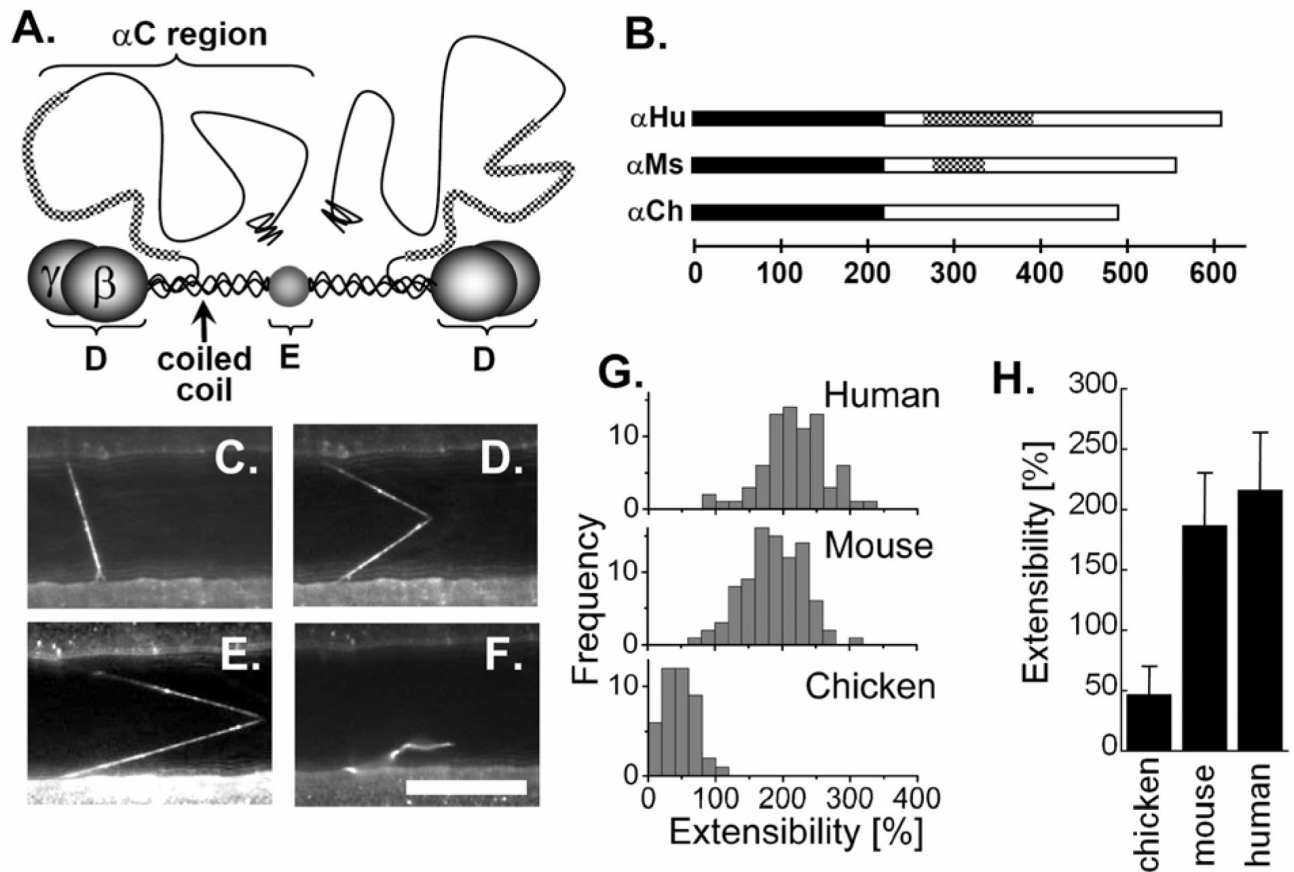 A.
αC region
γ
β
D
coiled
coil
E
D
B.
αHu
αMs
αCh
0 100 200 300 400 500 600
C.
D.
E.
F.
G.
Human
Mouse
Chicken
Frequency
10
0
10
0
10
0
0 100 200 300 400
Extensibility [%]
H.
Extensibility [%]
300
250
200
150
100
50
0
chicken
mouse
human